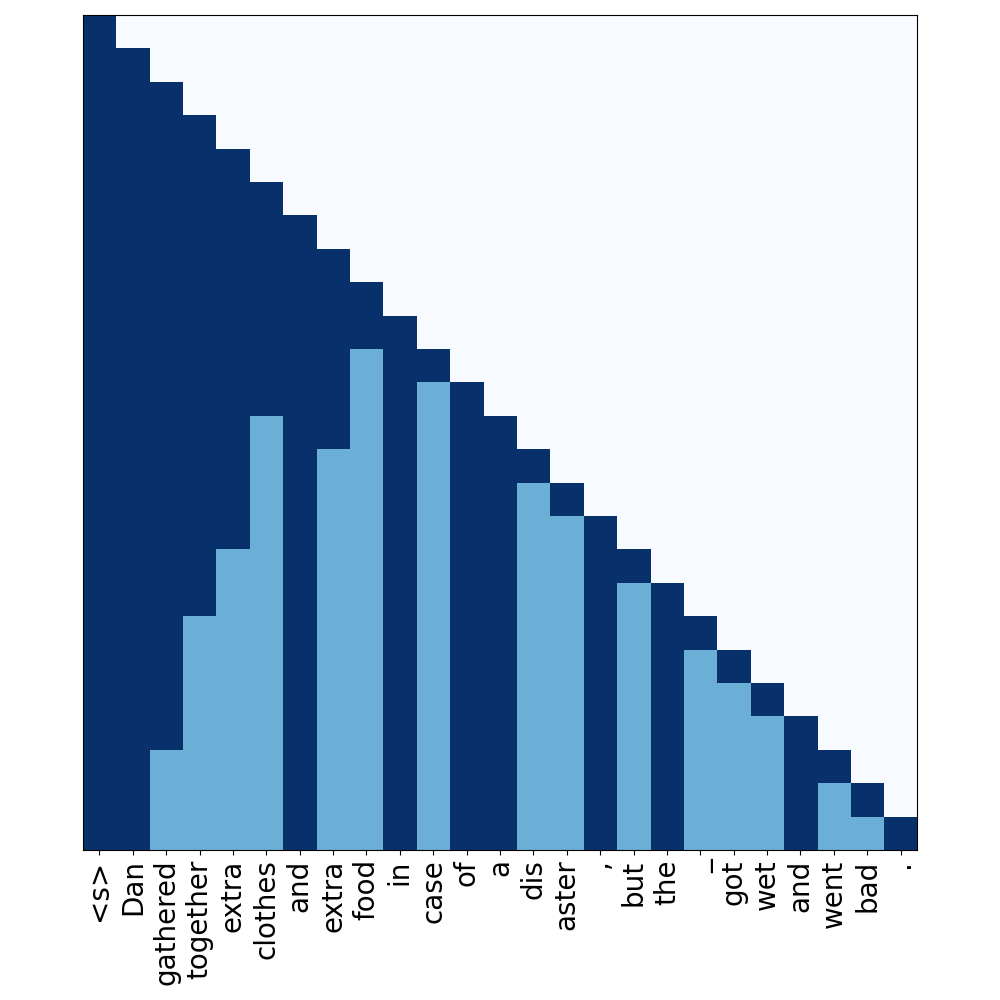 <s>
Dan
gathered
together
extra
clothes
and
extra
food
in
case
of
a
dis
aster
,
but
the
_
got
wet
and
went
bad
.